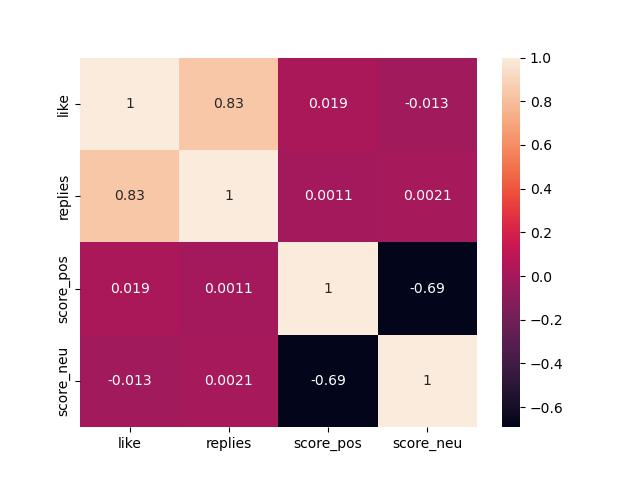 like 1 0.83 0.019 -0.013
replies 0.83 1 0.0011 0.0021
score_pos 0.019 0.0011 1 -0.69
score_neu -0.013 0.0021 -0.69 1
like replies score_pos score_neu
1.0
0.8
0.6
0.4
0.2
0.0
−0.2
−0.4
−0.6